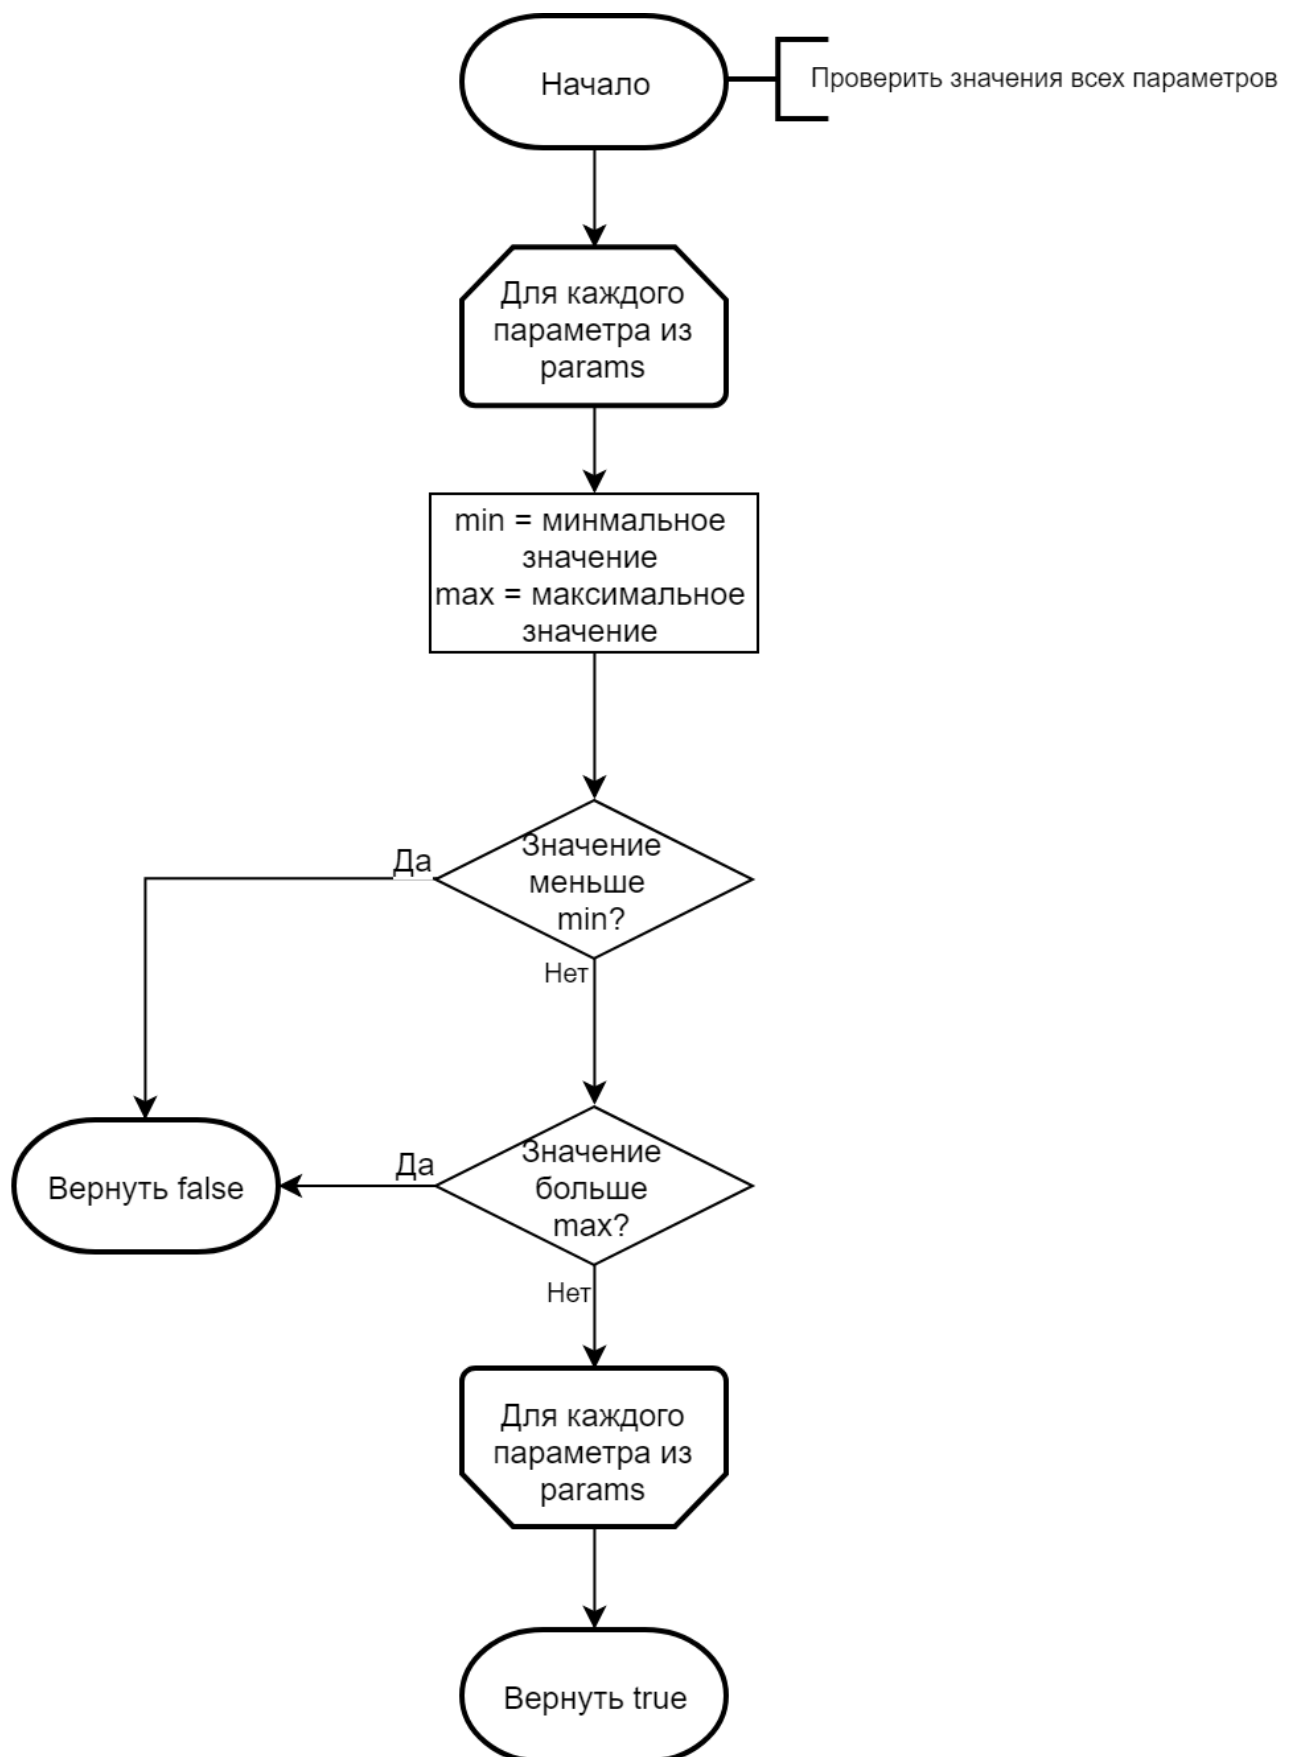 Начало
Проверить значения всех параметров
Для каждого
параметра из
params
min = минмальное
значение
max = максимальное
значение
Значение
меньше
min?
Да
Нет
Значение
больше
max?
Да
Вернуть false
Нет
Для каждого
параметра из
params
Вернуть true